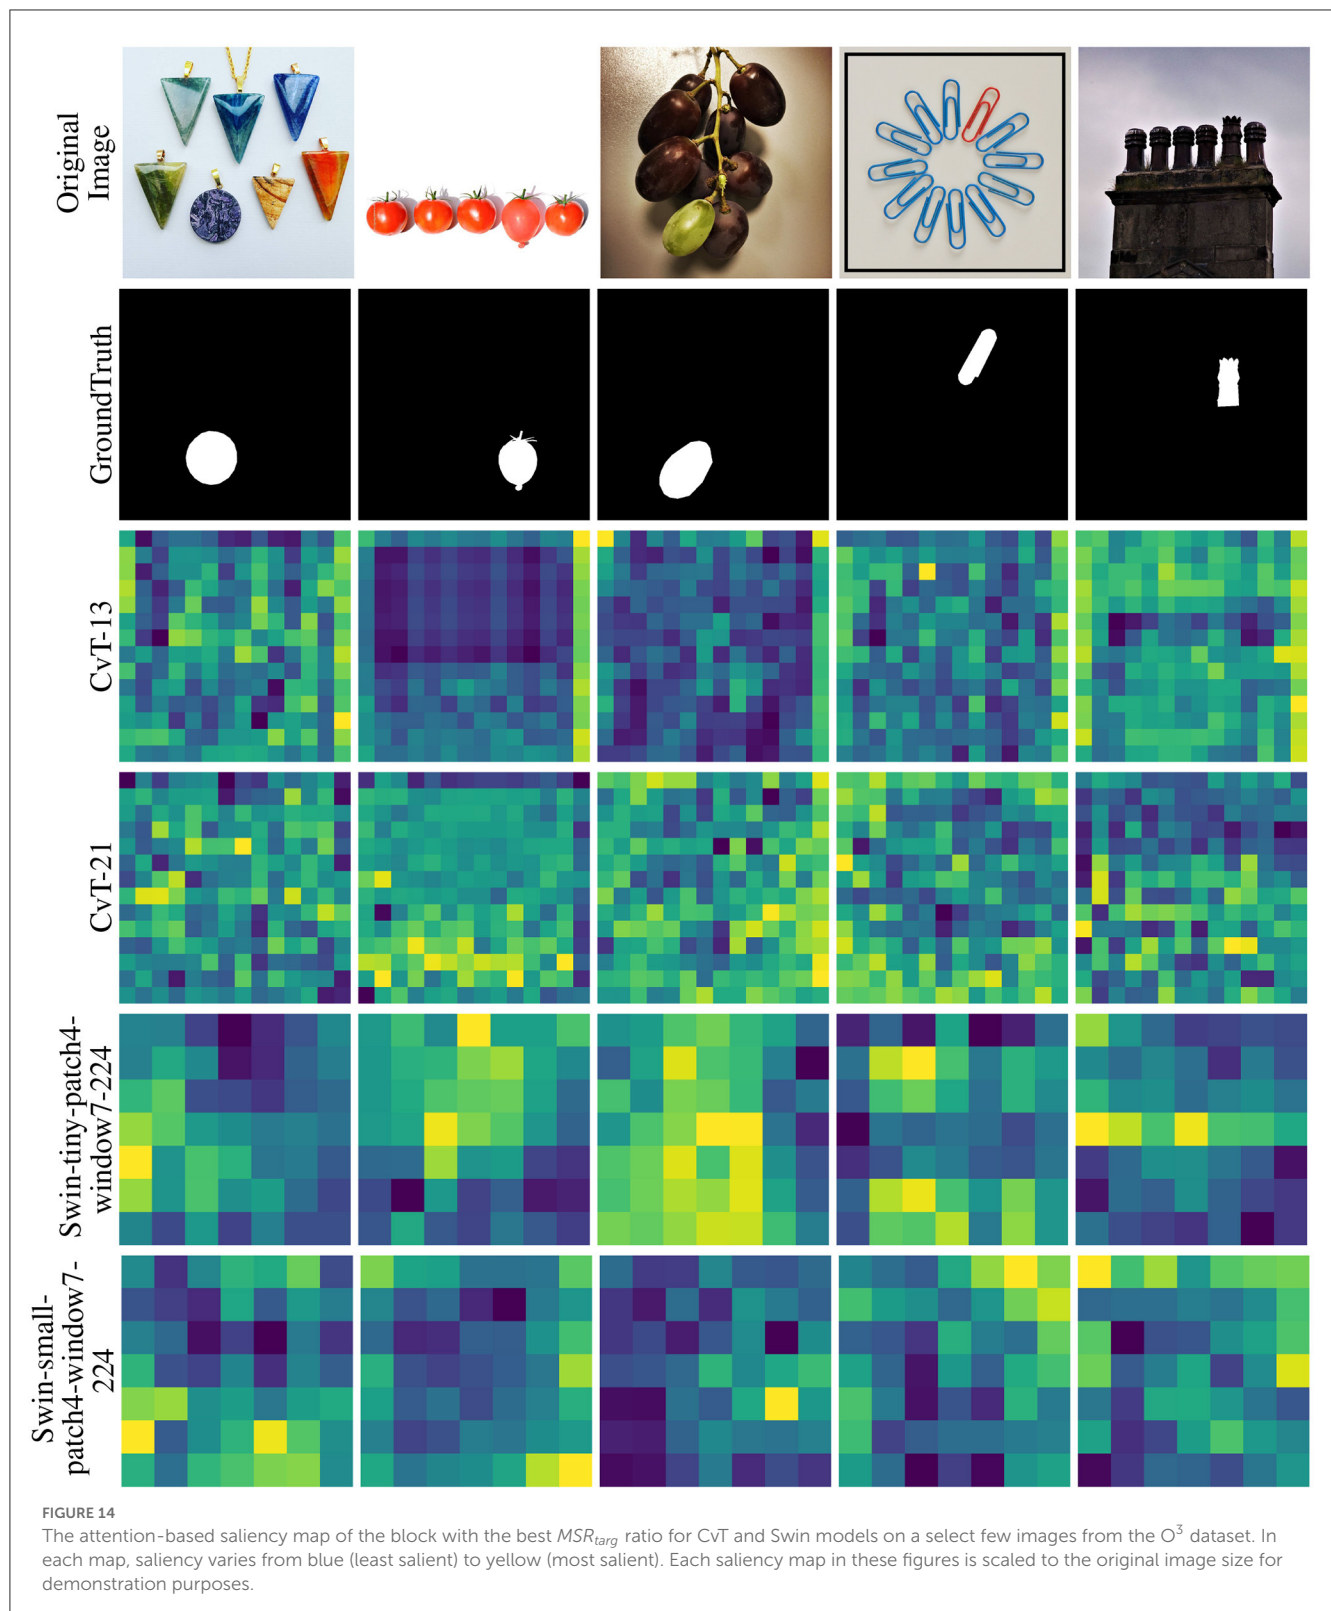 Original
Image
GroundTruth
CvT-13
CvT-21
Swin-tiny-patch4-
window7-224
Swin-small-
patch4-window7-
224
FIGURE 14
The attention-based saliency map of the block with the best MSRtarg ratio for CvT and Swin models on a select few images from the O³ dataset. In
each map, saliency varies from blue (least salient) to yellow (most salient). Each saliency map in these figures is scaled to the original image size for
demonstration purposes.